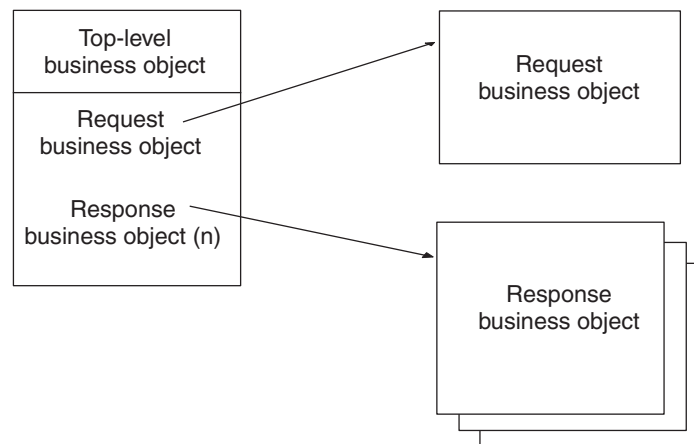 Top-level
business object
Request
business object
Response
business object (n)
Request
business object
Response
business object